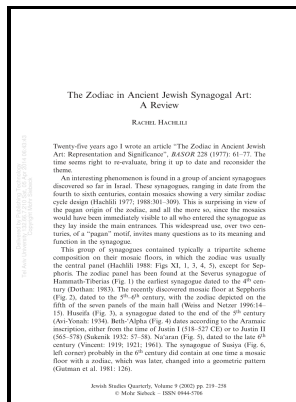 The Zodiac in Ancient Jewish Synagogal Art:
A Review
RACHEL HACHLILI
Twenty-five years ago I wrote an article "The Zodiac in Ancient Jewish
Art: Representation and Significance", BASOR 228 (1977): 61–77. The
time seems right to re-evaluate, bring it up to date and reconsider the
theme.
An interesting phenomenon is found in a group of ancient synagogues
discovered so far in Israel. These synagogues, ranging in date from the
fourth to sixth centuries, contain mosaics showing a very similar zodiac
cycle design (Hachlili 1977; 1988:301–309). This is surprising in view of
the pagan origin of the zodiac, and all the more so, since the mosaics
would have been immediately visible to all who entered the synagogue as
they lay inside the main entrances. This widespread use, over two cen-
turies, of a "pagan" motif, invites many questions as to its meaning and
function in the synagogue.
This group of synagogues contained typically a tripartite scheme
composition on their mosaic floors, in which the zodiac was usually
the central panel (Hachlili 1988: Figs XI, 1, 3, 4, 5), except for Sep-
phoris. The zodiac panel has been found at the Severus synagogue of
Hammath-Tiberias (Fig. 1) the earliest synagogue dated to the 4th cen-
tury (Dothan: 1983). The recently discovered mosaic floor at Sepphoris
(Fig. 2), dated to the 5th–6th century, with the zodiac depicted on the
fifth of the seven panels of the main hall (Weiss and Netzer 1996:14–
15). Huseifa (Fig. 3), a synagogue dated to the end of the 5th century
(Avi-Yonah: 1934). Beth-'Alpha (Fig. 4) dates according to the Aramaic
inscription, either from the time of Justin I (518–527 CE) or to Justin II
(565–578) (Sukenik 1932: 57–58). Na'aran (Fig. 5), dated to the late 6th
century (Vincent: 1919; 1921; 1961). The synagogue of Susiya (Fig. 6,
left corner) probably in the 6th century did contain at one time a mosaic
floor with a zodiac, which was later, changed into a geometric pattern
(Gutman et al. 1981: 126).
Jewish Studies Quarterly, Volume 9 (2002) pp. 219–258
© Mohr Siebeck – ISSN 0944-5706